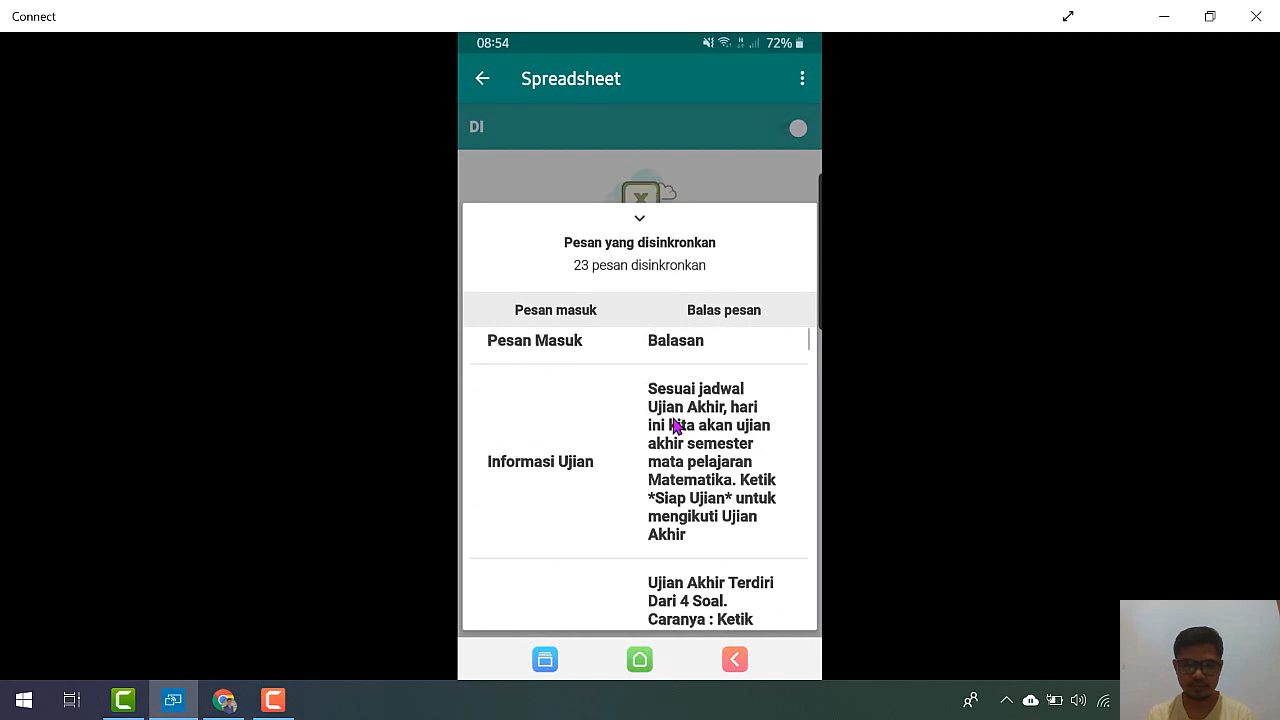 Connect
08:54
72%
Spreadsheet
DI
X
Pesan yang disinkronkan
23 pesan disinkronkan
Pesan masuk Balas pesan
Pesan Masuk Balasan
Informasi Ujian
Sesuai jadwal
Ujian Akhir, hari
ini kita akan ujian
akhir semester
mata pelajaran
Matematika. Ketik
*Siap Ujian* untuk
mengikuti Ujian
Akhir
Ujian Akhir Terdiri
Dari 4 Soal.
Caranya : Ketik